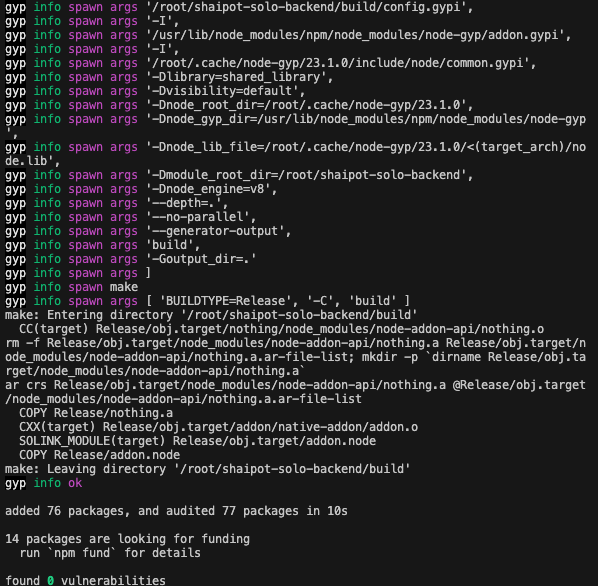 gyp info spawn args '/root/shaipot-solo-backend/build/config.gypi',
gyp info spawn args '-I',
gyp info spawn args '/usr/lib/node_modules/npm/node_modules/node-gyp/addon.gypi',
gyp info spawn args '-I',
gyp info spawn args '/root/.cache/node-gyp/23.1.0/include/node/common.gypi',
gyp info spawn args '-Dlibrary=shared_library',
gyp info spawn args '-Dvisibility=default',
gyp info spawn args '-Dnode_root_dir=/root/.cache/node-gyp/23.1.0',
gyp info spawn args '-Dnode_gyp_dir=/usr/lib/node_modules/npm/node_modules/node-gyp
',
gyp info spawn args '-Dnode_lib_file=/root/.cache/node-gyp/23.1.0/<(target_arch)/no
de.lib',
gyp info spawn args '-Dmodule_root_dir=/root/shaipot-solo-backend',
gyp info spawn args '-Dnode_engine=v8',
gyp info spawn args '--depth=.',
gyp info spawn args '--no-parallel',
gyp info spawn args '--generator-output',
gyp info spawn args 'build',
gyp info spawn args '-Goutput_dir=.'
gyp info spawn args ]
gyp info spawn make
gyp info spawn args [ 'BUILDTYPE=Release', '-C', 'build' ]
make: Entering directory '/root/shaipot-solo-backend/build'
  CC(target) Release/obj.target/nothing/node_modules/node-addon-api/nothing.o
rm -f Release/obj.target/node_modules/node-addon-api/nothing.a Release/obj.target/n
ode_modules/node-addon-api/nothing.a.ar-file-list; mkdir -p `dirname Release/obj.ta
rget/node_modules/node-addon-api/nothing.a`
ar crs Release/obj.target/node_modules/node-addon-api/nothing.a @Release/obj.target
/node_modules/node-addon-api/nothing.a.ar-file-list
  COPY Release/nothing.a
  CXX(target) Release/obj.target/addon/native-addon/addon.o
  SOLINK_MODULE(target) Release/obj.target/addon.node
  COPY Release/addon.node
make: Leaving directory '/root/shaipot-solo-backend/build'
gyp info ok
added 76 packages, and audited 77 packages in 10s
14 packages are looking for funding
  run `npm fund` for details
found 0 vulnerabilities